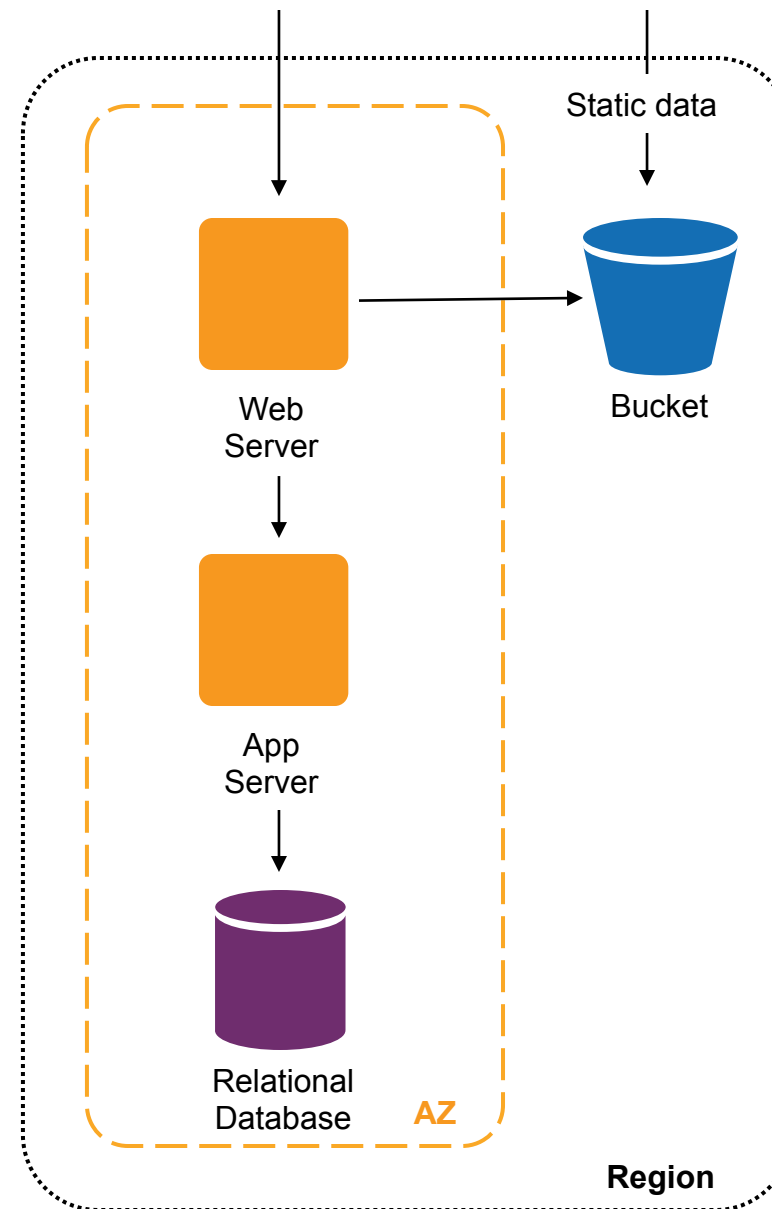 Static data
Web
Server
Bucket
App
Server
Relational
Database
AZ
Region